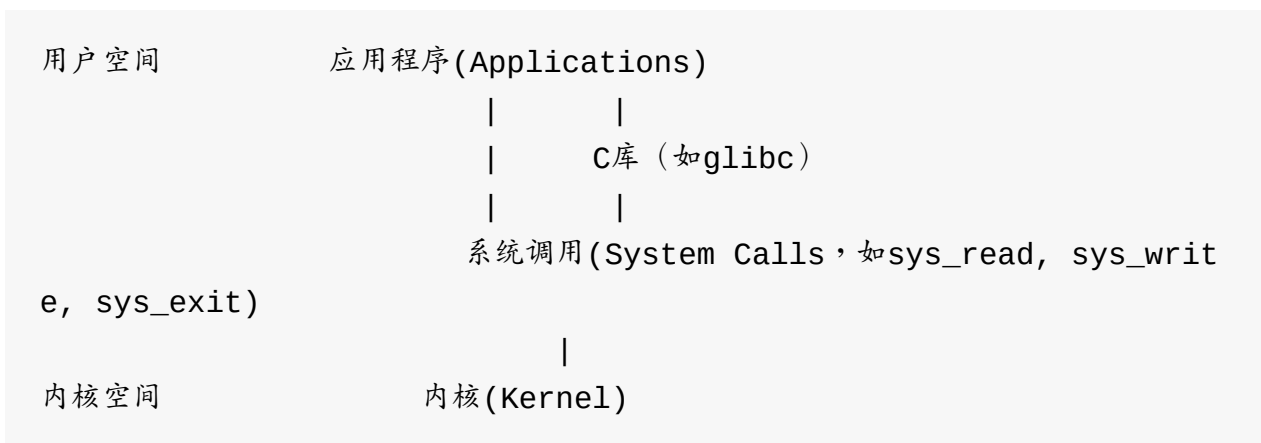 用户空间 应用程序(Applications)
| |
| C库（如glibc）
| |
系统调用(System Calls，如sys_read, sys_writ
e, sys_exit)
|
内核空间 内核(Kernel)